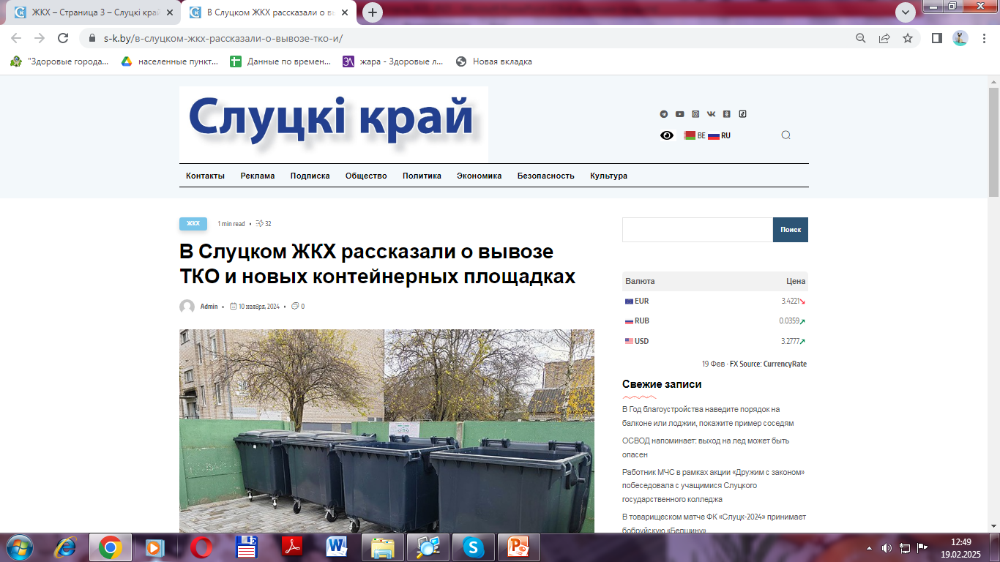 ЖКХ – Страница 3 – Слуцкі край
В Слуцком ЖКХ рассказали о вы
s-k.by/в-слуцком-жкх-рассказали-о-вывозе-тко-и/
"Здоровые города...
населенные пункт...
Данные по времен...
жара - Здоровые л...
Новая вкладка
Слуцкі край
BE RU
Контакты Реклама Подписка Общество Политика Экономика Безопасность Культура
ЖКХ 1 min read • 32
Поиск
В Слуцком ЖКХ рассказали о вывозе
ТКО и новых контейнерных площадках
Admin • 10 ноября, 2024 • 0
Валюта Цена
EUR 3.4221
RUB 0.0359
USD 3.2777
19 Фев · FX Source: CurrencyRate
Свежие записи
В Год благоустройства наведите порядок на
балконе или лоджии, покажите пример соседям
ОСВОД напоминает: выход на лед может быть
опасен
Работник МЧС в рамках акции «Дружим с законом»
побеседовала с учащимися Слуцкого
государственного колледжа
В товарищеском матче ФК «Слуцк-2024» принимает
бобруйскую «Белшину»
12:49
19.02.2025